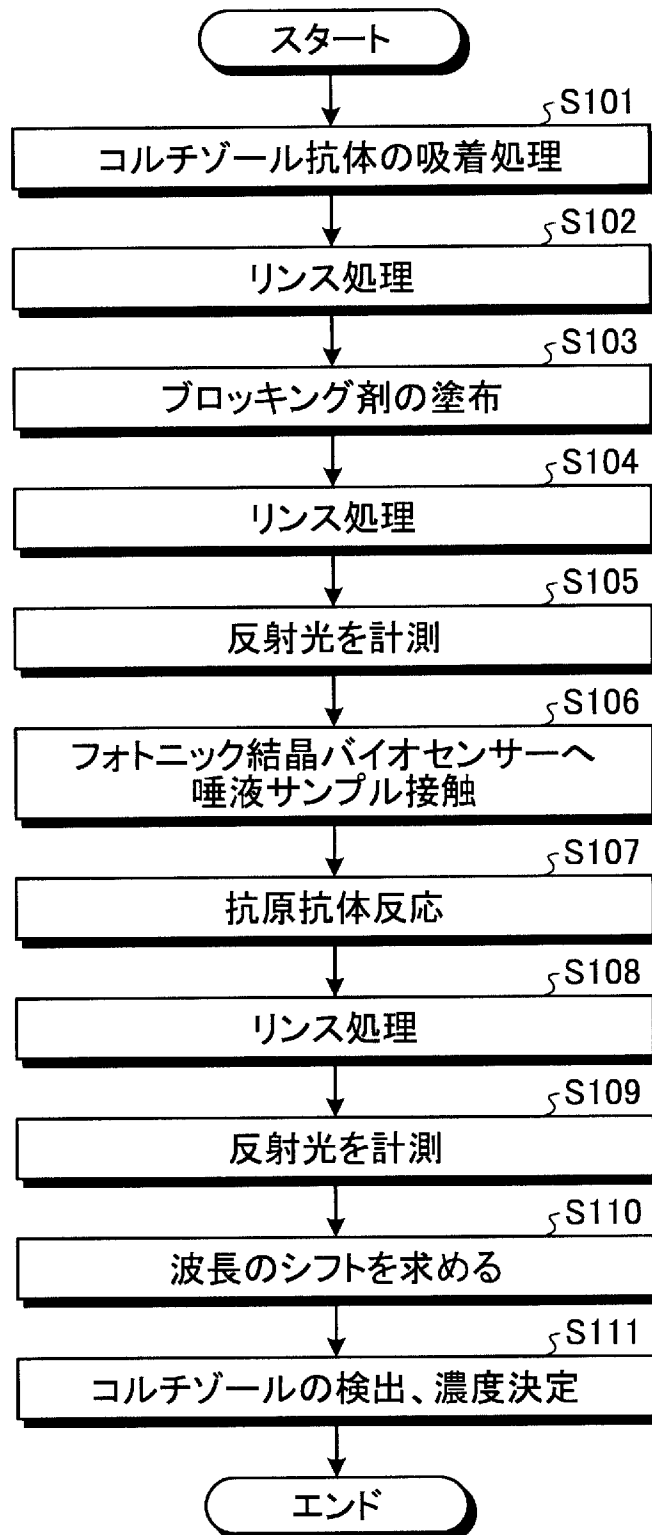 スタート
S101
コルチゾール抗体の吸着処理
S102
リンス処理
S103
ブロッキング剤の塗布
S104
リンス処理
S105
反射光を計測
S106
フォトニック結晶バイオセンサーへ
唾液サンプル接触
S107
抗原抗体反応
S108
リンス処理
S109
反射光を計測
S110
波長のシフトを求める
S111
コルチゾールの検出、濃度決定
エンド